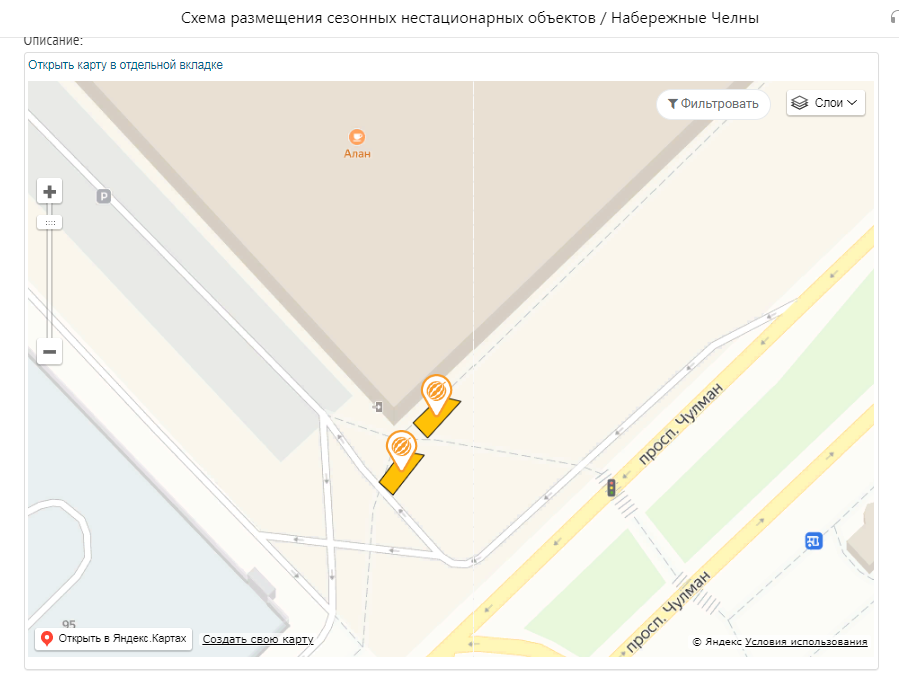 Схема размещения сезонных нестационарных объектов / Набережные Челны
Описание:
Открыть карту в отдельной вкладке
Фильтровать
Слои
Алан
P
просп. Чулман
просп. Чулман
95
Открыть в Яндекс.Картах
Создать свою карту
© Яндекс Условия использования